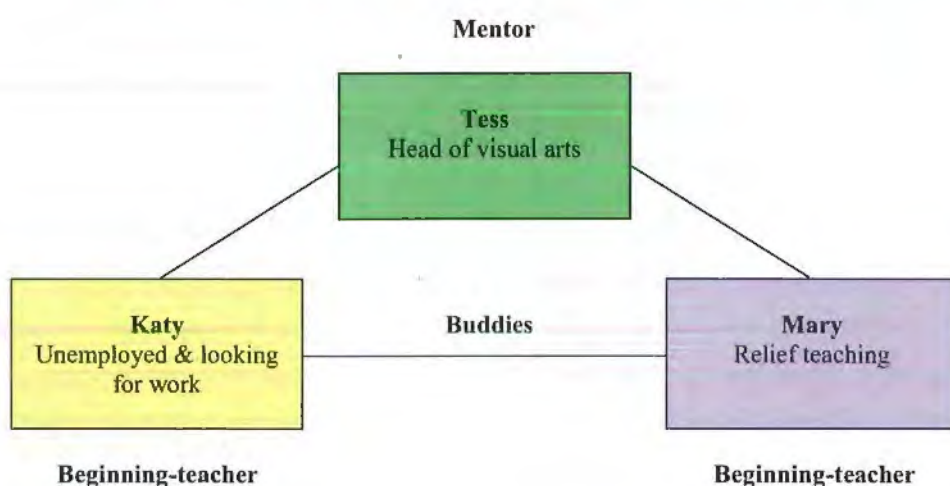 Mentor
Tess
Head of visual arts
Katy
Unemployed & looking
for work
Buddies
Mary
Relief teaching
Beginning-teacher
Beginning-teacher